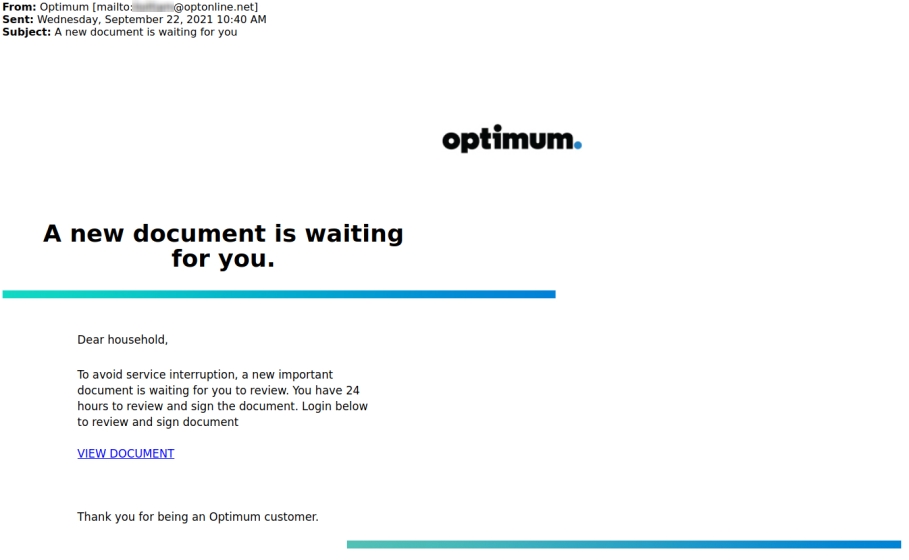 From: Optimum [mailto: @optonline.net]
Sent: Wednesday, September 22, 2021 10:40 AM
Subject: A new document is waiting for you
optimum.
A new document is waiting
for you.
Dear household,
To avoid service interruption, a new important
document is waiting for you to review. You have 24
hours to review and sign the document. Login below
to review and sign document
VIEW DOCUMENT
Thank you for being an Optimum customer.